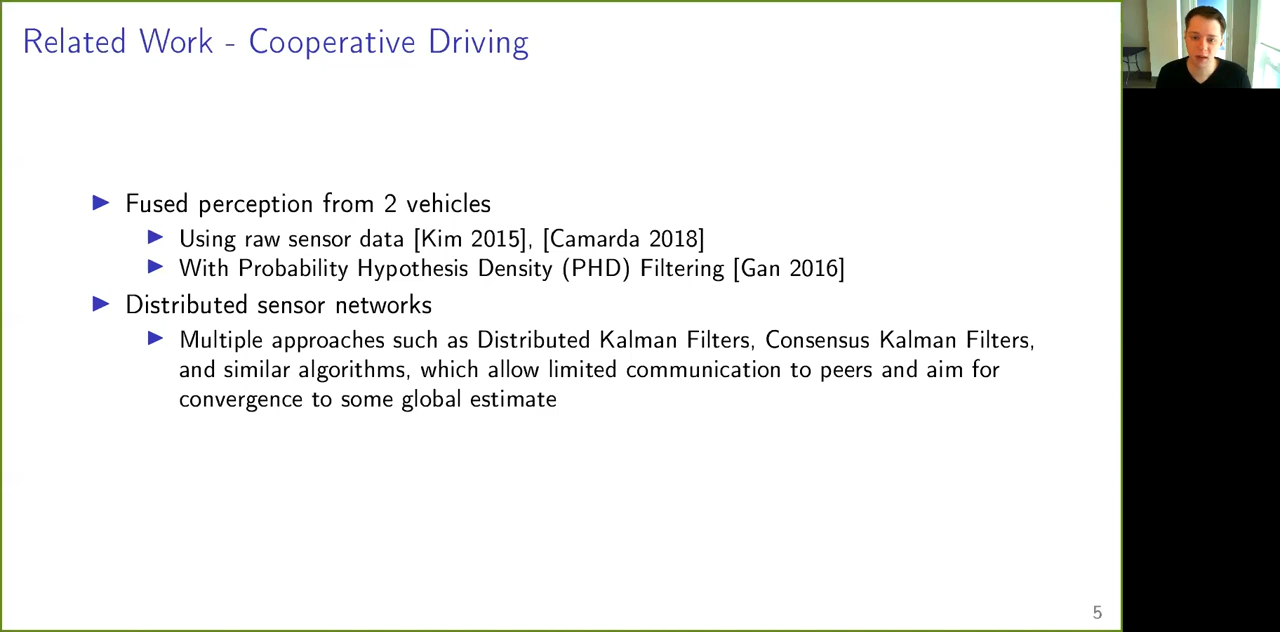 Related Work - Cooperative Driving
Fused perception from 2 vehicles
Using raw sensor data [Kim 2015], [Camarda 2018]
With Probability Hypothesis Density (PHD) Filtering [Gan 2016]
Distributed sensor networks
Multiple approaches such as Distributed Kalman Filters, Consensus Kalman Filters,
and similar algorithms, which allow limited communication to peers and aim for
convergence to some global estimate
5